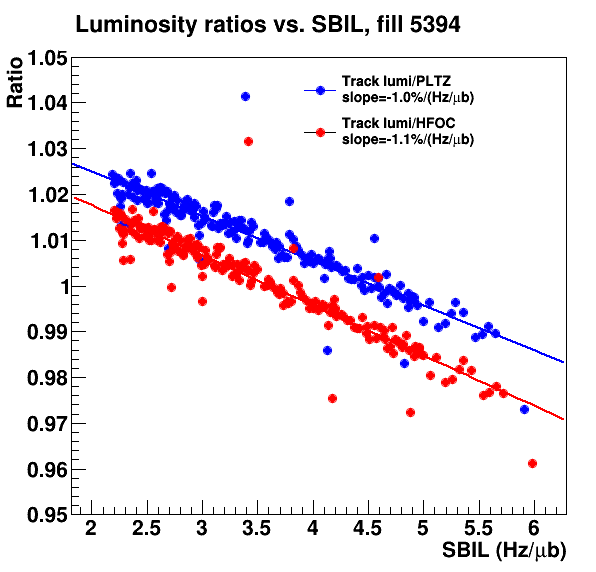 Luminosity ratios vs. SBIL, fill 5394
Ratio
1.05
1.04
1.03
1.02
1.01
1
0.99
0.98
0.97
0.96
0.95
Track lumi/PLTZ
slope=-1.0%/(Hz/μb)
Track lumi/HFOC
slope=-1.1%/(Hz/μb)
2 2.5 3 3.5 4 4.5 5 5.5 6
SBIL (Hz/μb)